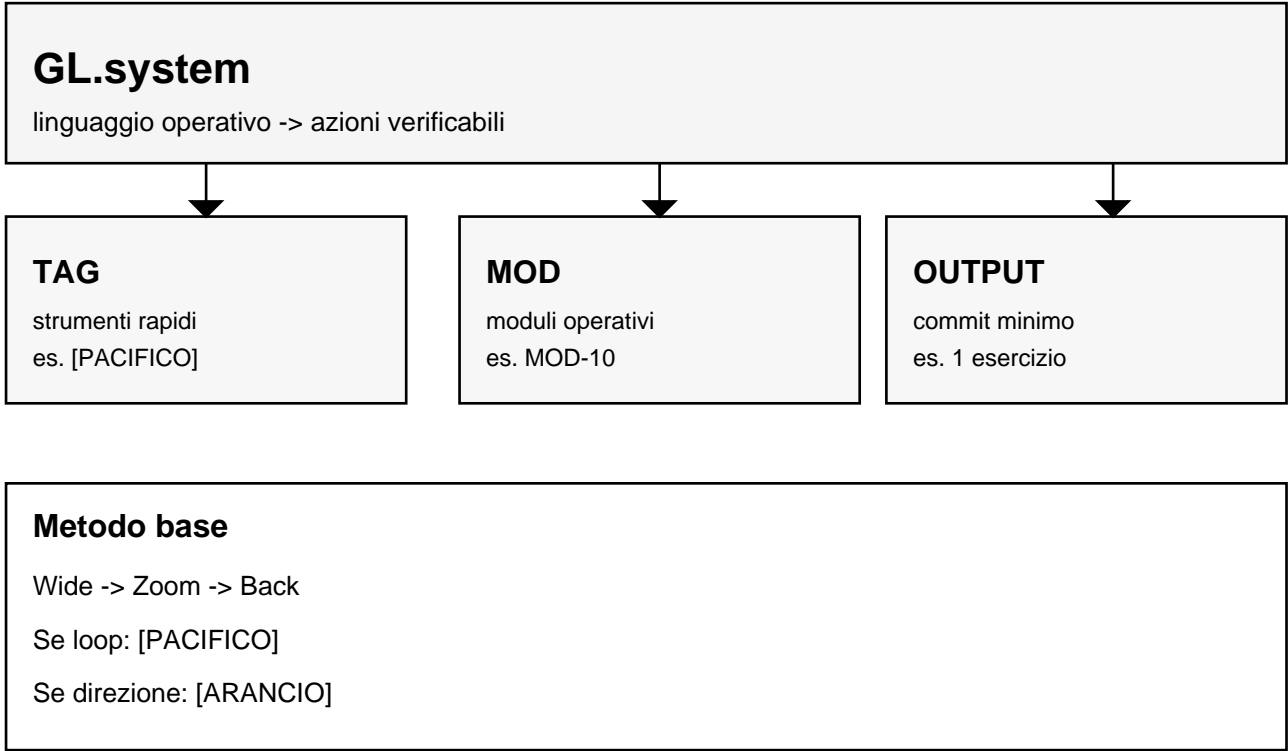 GL.system
linguaggio operativo -> azioni verificabili
TAG
strumenti rapidi
es. [PACIFICO]
MOD
moduli operativi
es. MOD-10
OUTPUT
commit minimo
es. 1 esercizio
Metodo base
Wide -> Zoom -> Back
Se loop: [PACIFICO]
Se direzione: [ARANCIO]